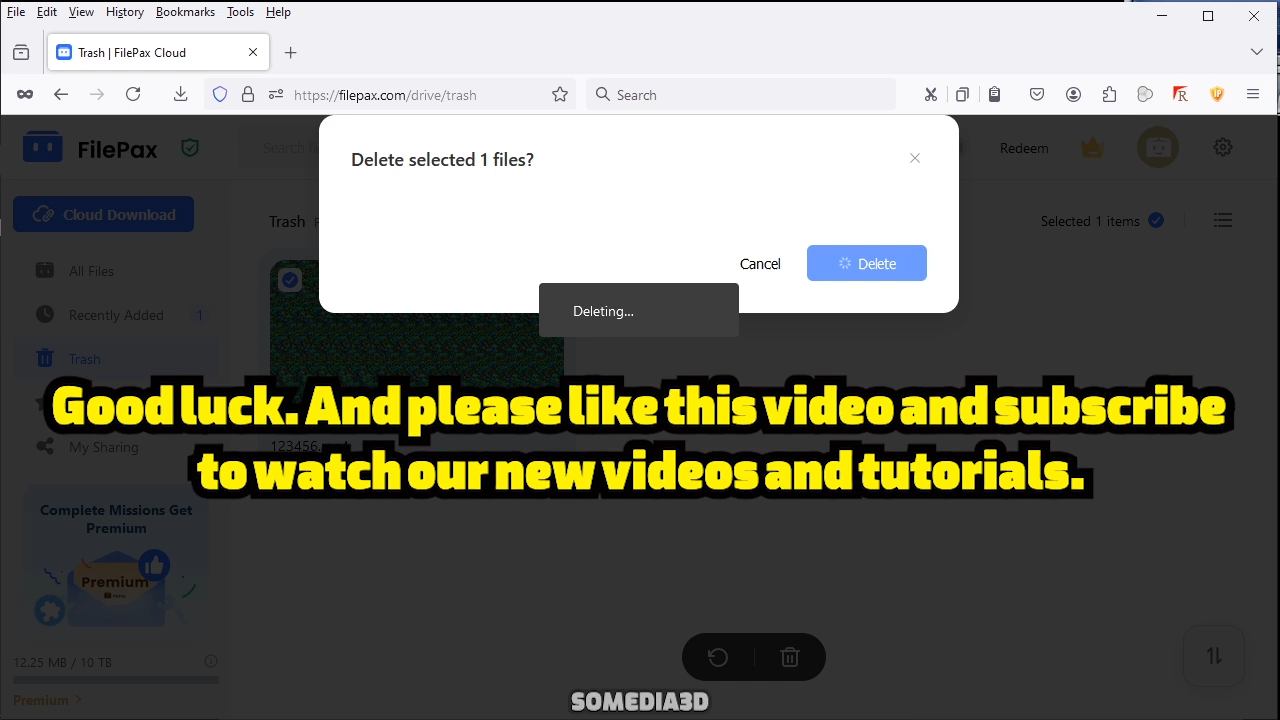 File Edit View History Bookmarks Tools Help
Trash | FilePax Cloud
https://filepax.com/drive/trash
Search
FilePax
Search
Redeem
Delete selected 1 files?
Cancel
Delete
Deleting...
Cloud Download
Trash
Selected 1 items
All Files
Recently Added 1
Trash
My Sharing
123456.
Good luck. And please like this video and subscribe
to watch our new videos and tutorials.
Complete Missions Get
Premium
Premium
12.25 MB / 10 TB
Premium >
SOMEDIA3D